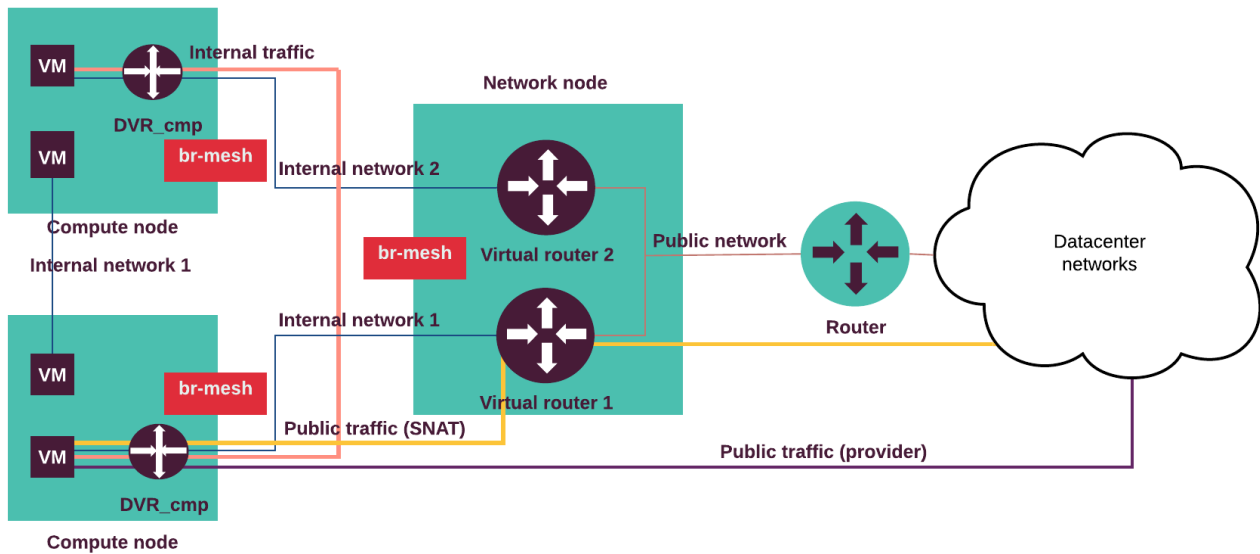 VM
Internal traffic
DVR_cmp
VM
br-mesh
Compute node
Internal network 1
Network node
Internal network 2
Virtual router 2
br-mesh
Public network
Router
Datacenter
networks
Internal network 1
Virtual router 1
VM
br-mesh
VM
DVR_cmp
Compute node
Public traffic (SNAT)
Public traffic (provider)